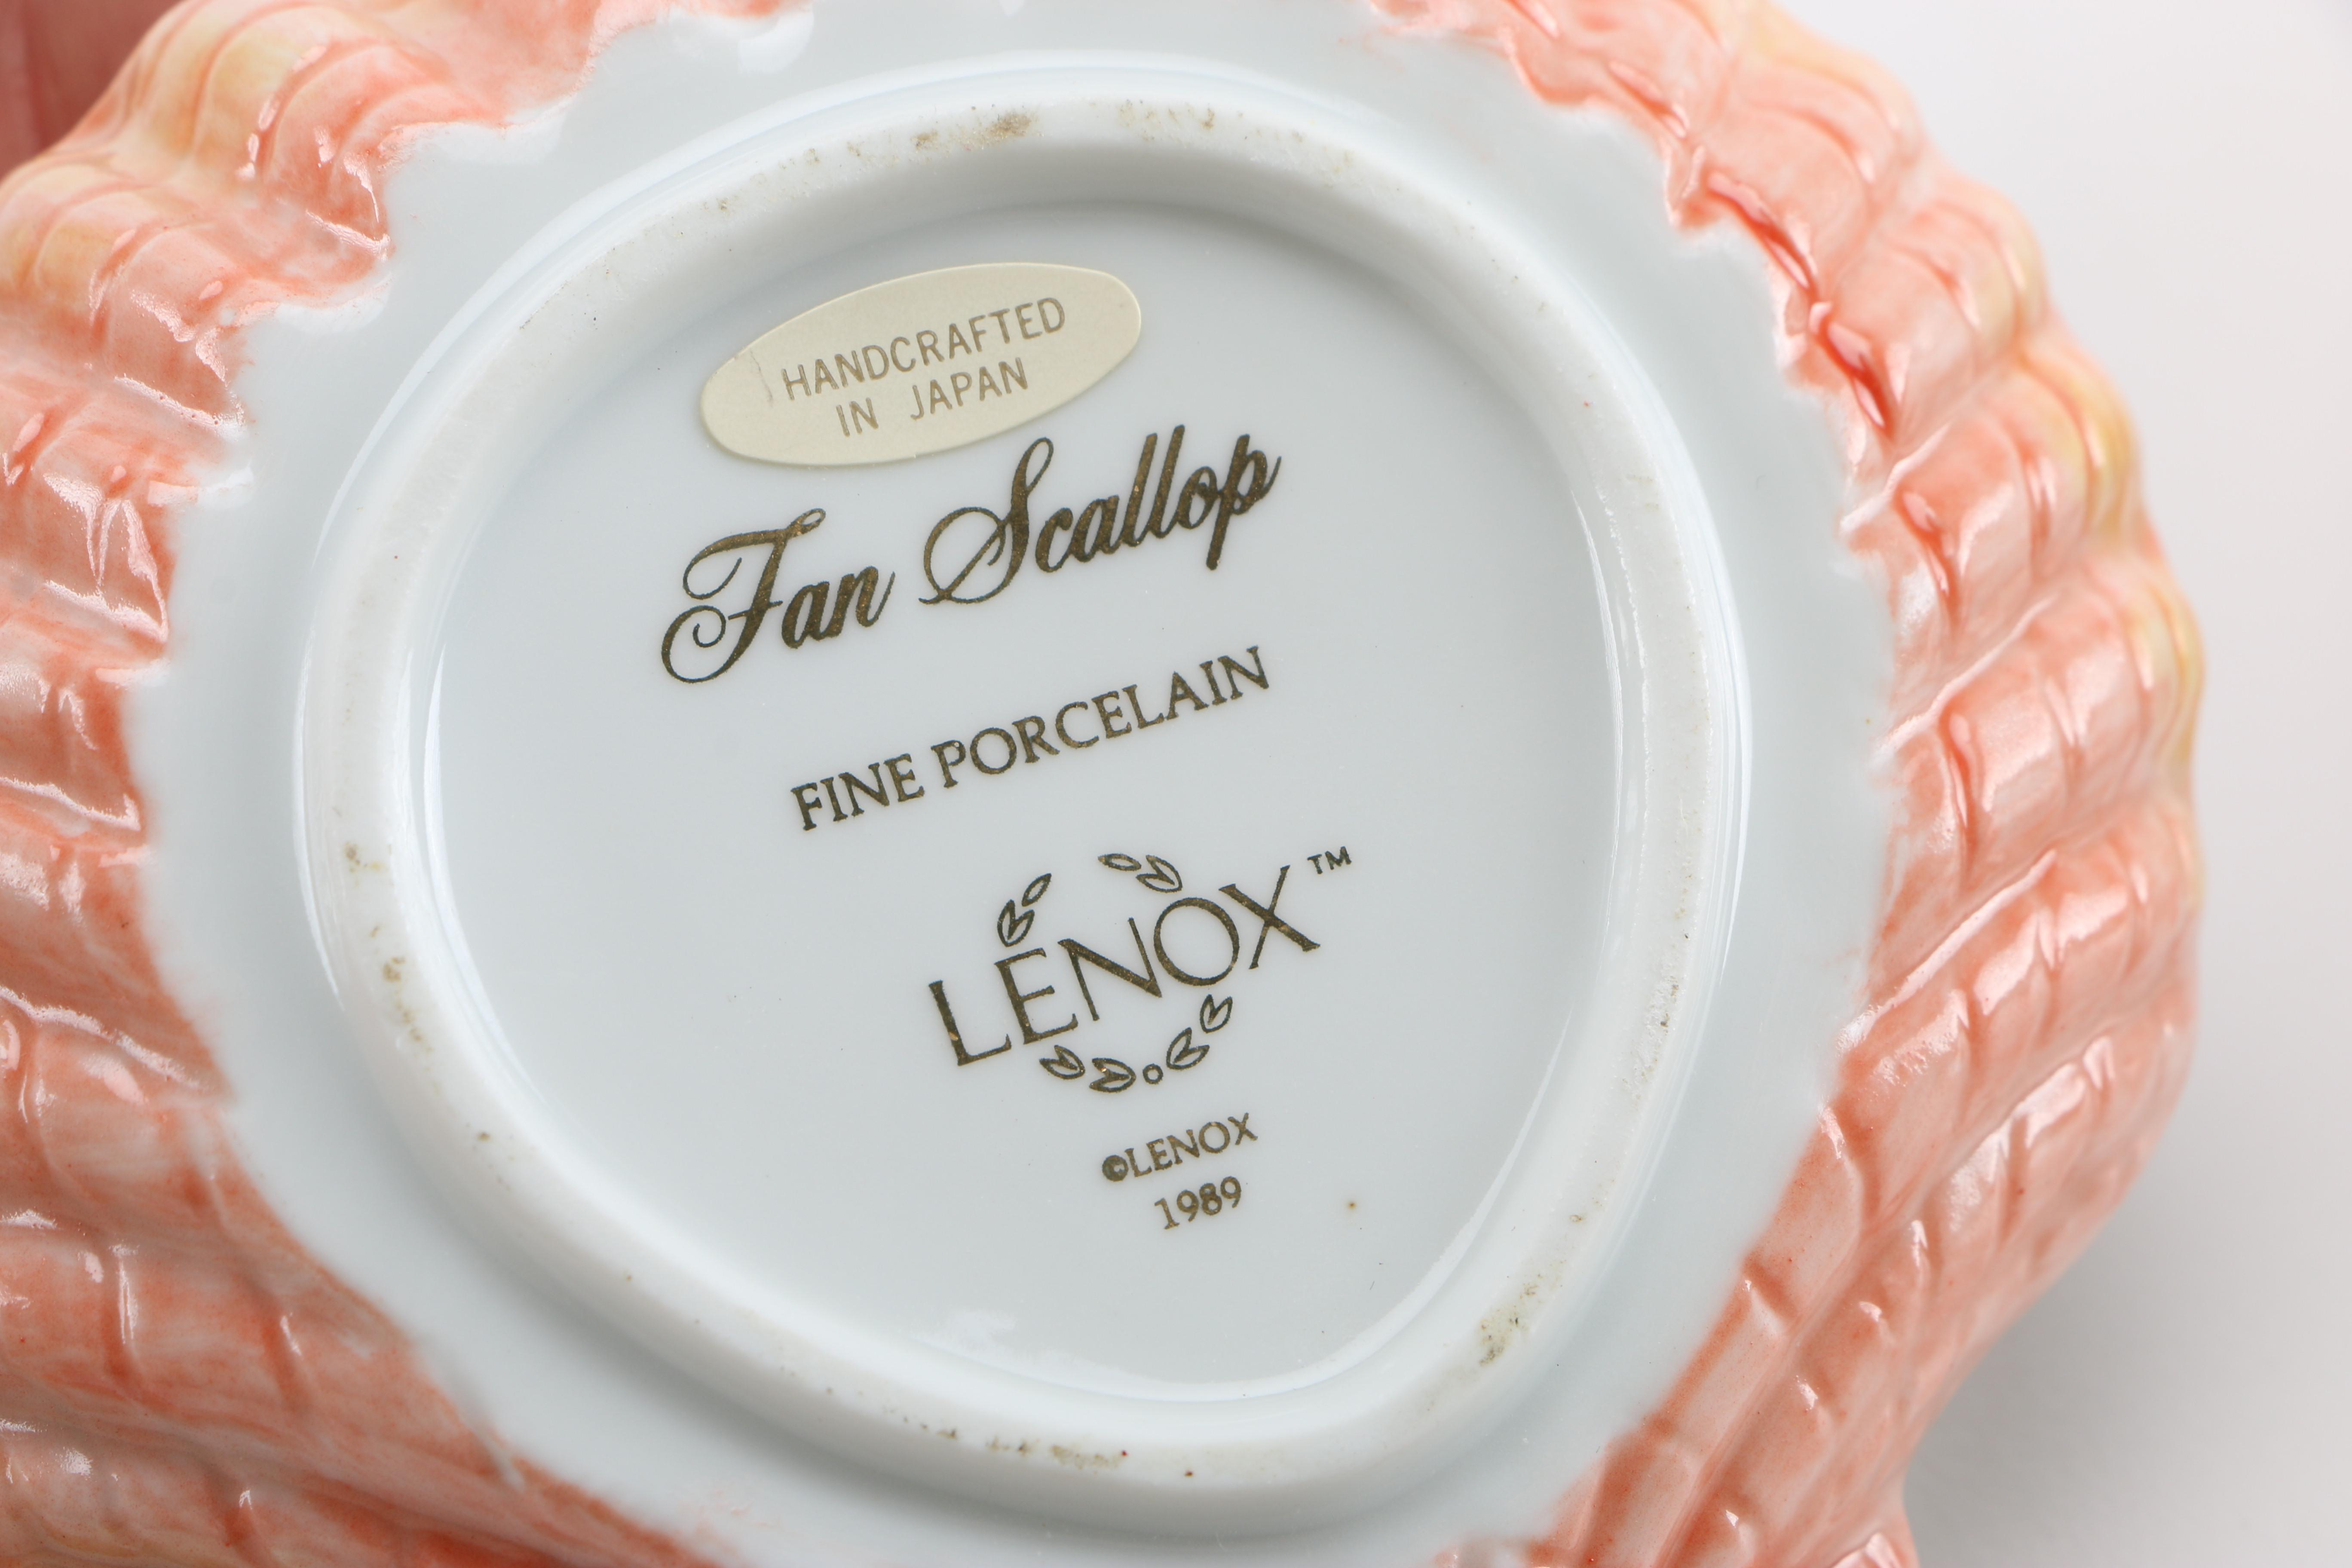 HANDCRAFTED
IN JAPAN
Fan Scallop
FINE PORCELAIN
LENOX™
©LENOX
1989